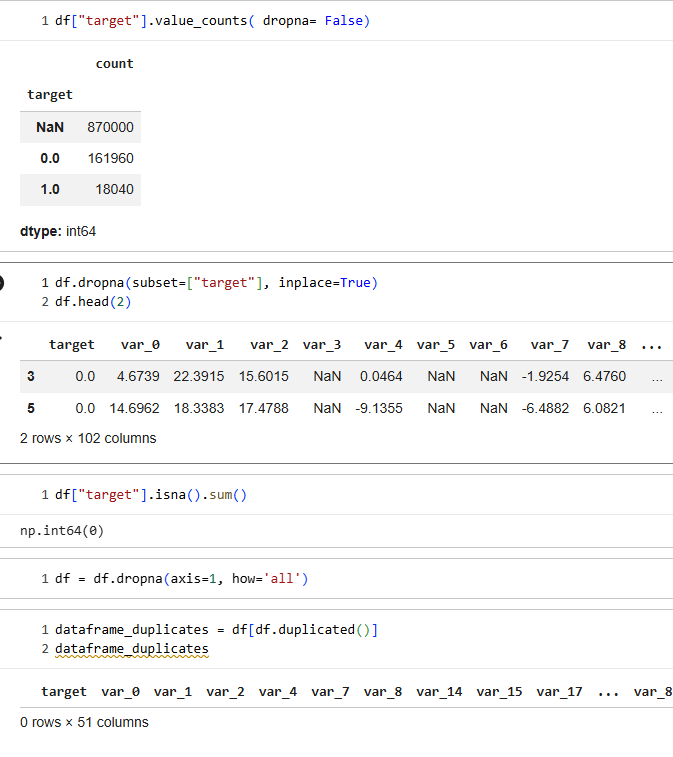 1 df["target"].value_counts( dropna= False)
count
target
NaN 870000
0.0 161960
1.0 18040
dtype: int64
1 df.dropna(subset=["target"], inplace=True)
2 df.head(2)
target var_0 var_1 var_2 var_3 var_4 var_5 var_6 var_7 var_8 ...
3 0.0 4.6739 22.3915 15.6015 NaN 0.0464 NaN NaN -1.9254 6.4760 ...
5 0.0 14.6962 18.3383 17.4788 NaN -9.1355 NaN NaN -6.4882 6.0821 ...
2 rows × 102 columns
1 df["target"].isna().sum()
np.int64(0)
1 df = df.dropna(axis=1, how='all')
1 dataframe_duplicates = df[df.duplicated()]
2 dataframe_duplicates
target var_0 var_1 var_2 var_4 var_7 var_8 var_14 var_15 var_17 ... var_8
0 rows × 51 columns